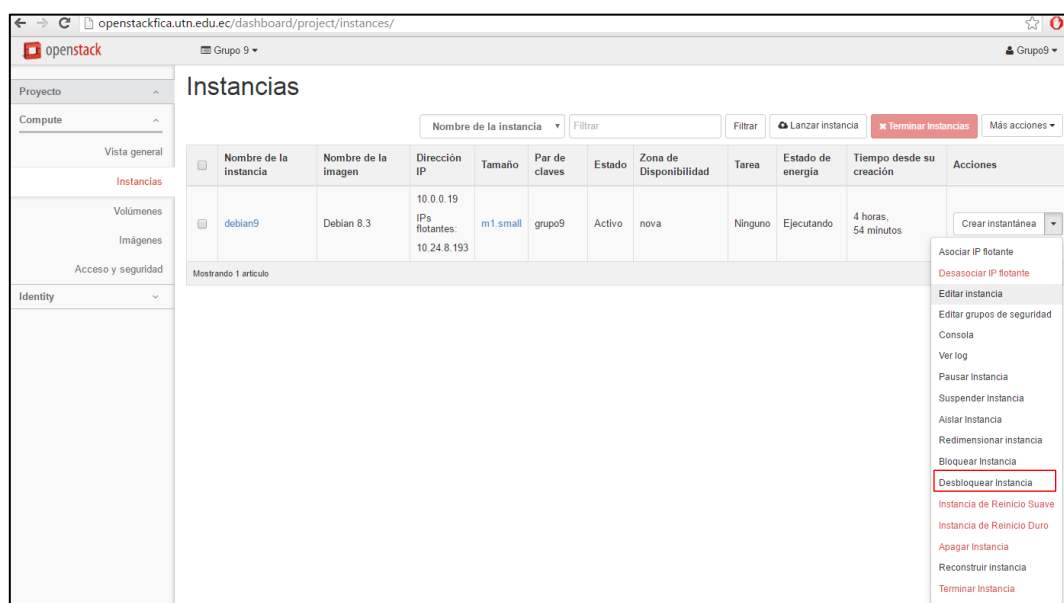 openstackfica.utn.edu.ec/dashboard/project/instances/
openstack
Grupo 9
Grupo9
Proyecto
Compute
Vista general
Instancias
Volúmenes
Imágenes
Acceso y seguridad
Identity
Instancias
Nombre de la instancia Filtrar Filtrar Lanzar instancia Terminar Instancias Más acciones
Nombre de la instancia Nombre de la imagen Dirección IP Tamaño Par de claves Estado Zona de Disponibilidad Tarea Estado de energía Tiempo desde su creación Acciones
debian9 Debian 8.3 10.0.0.19 IPs flotantes: 10.24.8.193 m1.small grupo9 Activo nova Ninguno Ejecutando 4 horas, 54 minutos Crear instantánea
Mostrando 1 artículo
Asociar IP flotante
Desasociar IP flotante
Editar instancia
Editar grupos de seguridad
Consola
Ver log
Pausar Instancia
Suspender Instancia
Aislar Instancia
Redimensionar instancia
Bloquear Instancia
Desbloquear Instancia
Instancia de Reinicio Suave
Instancia de Reinicio Duro
Apagar Instancia
Reconstruir instancia
Terminar Instancia